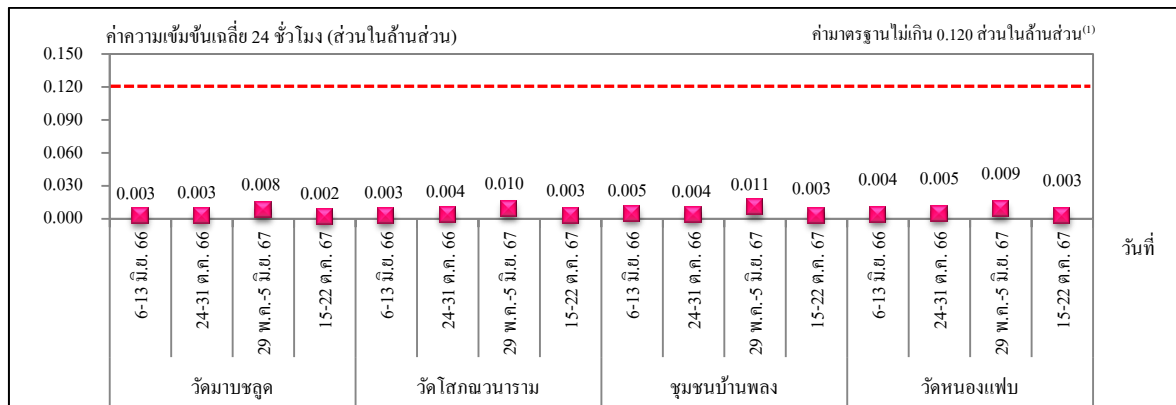 ค่าความเข้มข้นเฉลี่ย 24 ชั่วโมง (ส่วนในล้านส่วน)
ค่ามาตรฐานไม่เกิน 0.120 ส่วนในล้านส่วน(1)
0.150
0.120
0.090
0.060
0.030
0.000
0.003 0.003 0.008 0.002 0.003 0.004 0.010 0.003 0.005 0.004 0.011 0.003 0.004 0.005 0.009 0.003
6-13 มิ.ย. 66
24-31 ต.ค. 66
29 พ.ค.-5 มิ.ย. 67
15-22 ต.ค. 67
6-13 มิ.ย. 66
24-31 ต.ค. 66
29 พ.ค.-5 มิ.ย. 67
15-22 ต.ค. 67
6-13 มิ.ย. 66
24-31 ต.ค. 66
29 พ.ค.-5 มิ.ย. 67
15-22 ต.ค. 67
6-13 มิ.ย. 66
24-31 ต.ค. 66
29 พ.ค.-5 มิ.ย. 67
15-22 ต.ค. 67
วันที่
วัดมาบชลูด วัดโสภณวนาราม ชุมชนบ้านพลง วัดหนองแฟบ